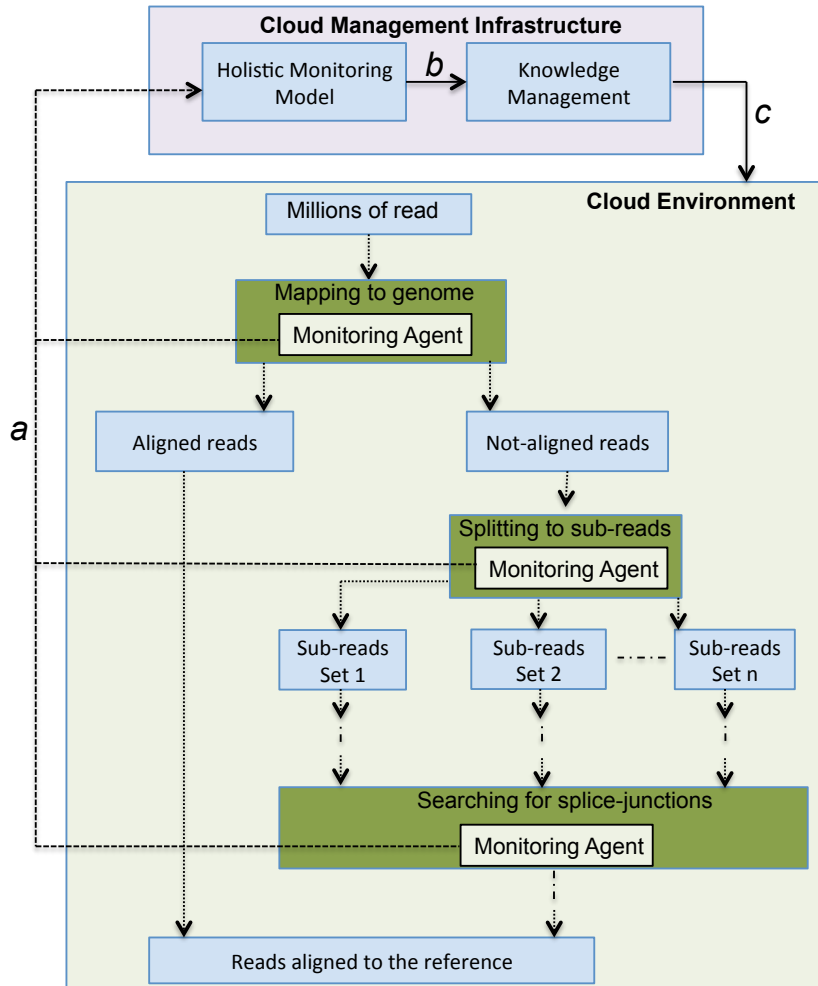 Cloud Management Infrastructure
Holistic Monitoring
Model
b
Knowledge
Management
c
Cloud Environment
Millions of read
Mapping to genome
Monitoring Agent
a
Aligned reads
Not-aligned reads
Splitting to sub-reads
Monitoring Agent
Sub-reads
Set 1
Sub-reads
Set 2
Sub-reads
Set n
Searching for splice-junctions
Monitoring Agent
Reads aligned to the reference